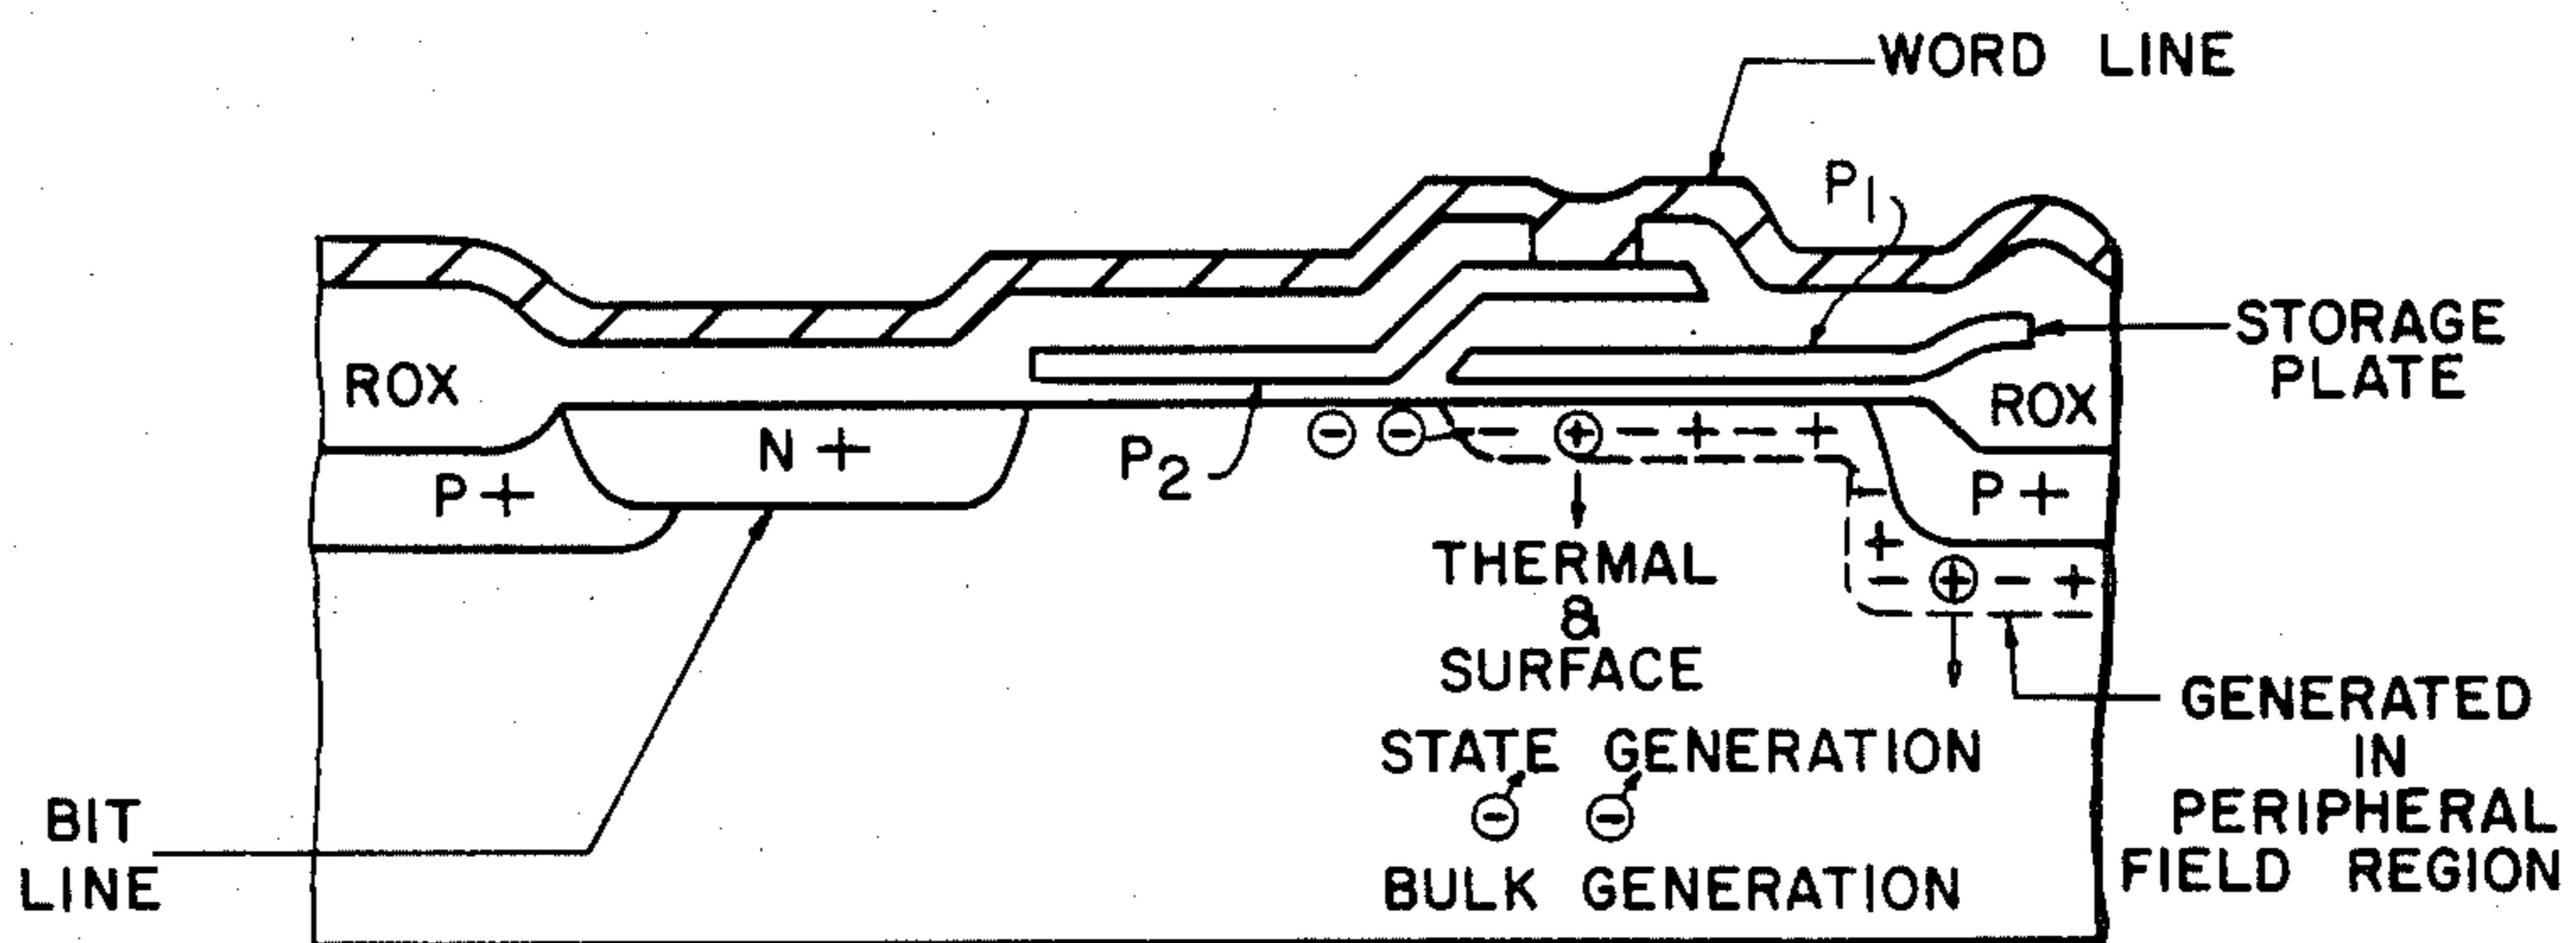 WORD LINE
P1
STORAGE
PLATE
ROX
ROX
N+
P2
P+
P+
THERMAL
&
SURFACE
STATE GENERATION
BULK GENERATION
GENERATED
IN
PERIPHERAL
FIELD REGION
BIT
LINE